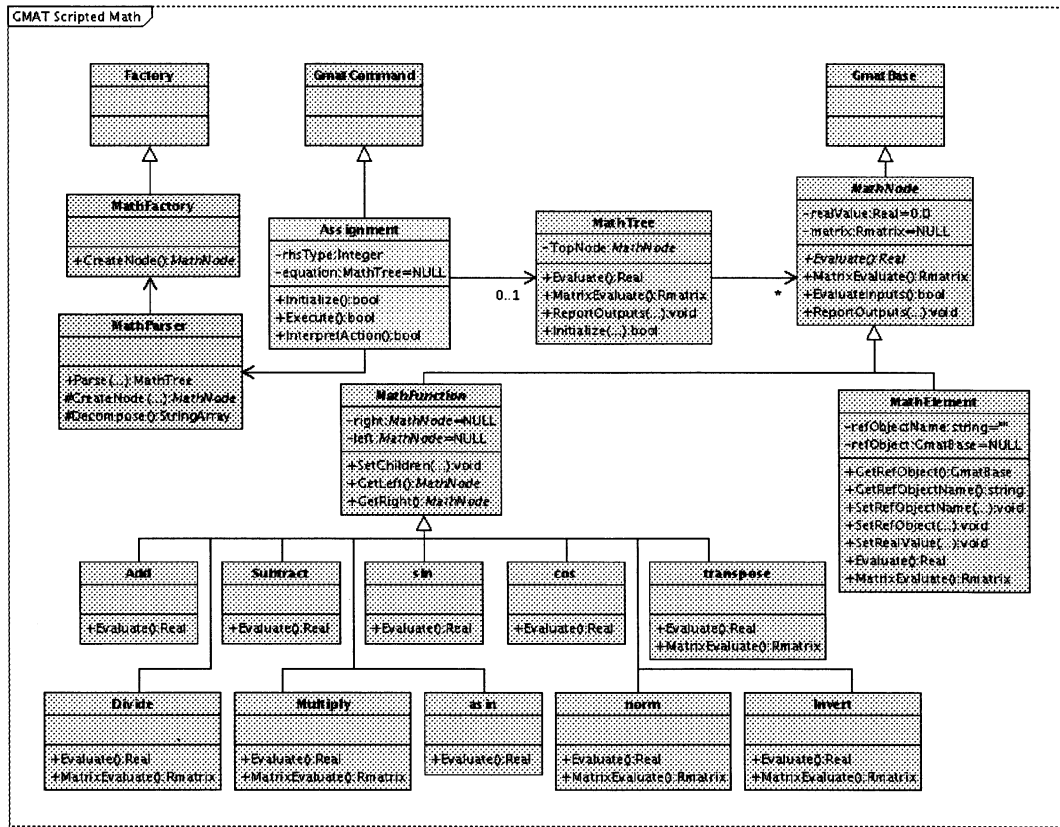 GMAT Scripted Math
Factory
GmatCommand
GmatBase
MathFactory
+CreateNode():MathNode
Assignment
-rhsType:Integer
-equation:MathTree=NULL
+Initialize():bool
+Execute():bool
+InterpretAction():bool
0..1
MathTree
-TopNode:MathNode
+Evaluate():Real
+MatrixEvaluate():Rmatrix
+ReportOutputs(...):void
+Initialize(...):bool
*
MathNode
-realValue:Real=0.0
-matrix:Rmatrix=NULL
+Evaluate():Real
+MatrixEvaluate():Rmatrix
+EvaluateInputs():bool
+ReportOutputs(...):void
MathParser
+Parse(...):MathTree
#CreateNode(...):MathNode
#Decompose():StringArray
MathFunction
-right:MathNode=NULL
-left:MathNode=NULL
+SetChildren(...):void
+GetLeft():MathNode
+GetRight():MathNode
MathElement
-refObjectName:string=""
-refObject:GmatBase=NULL
+GetRefObject():GmatBase
+GetRefObjectName():string
+SetRefObjectName(...):void
+SetRefObject(...):void
+SetRealValue(...):void
+Evaluate():Real
+MatrixEvaluate():Rmatrix
Add
+Evaluate():Real
Subtract
+Evaluate():Real
sin
+Evaluate():Real
cos
+Evaluate():Real
transpose
+Evaluate():Real
+MatrixEvaluate():Rmatrix
Divide
+Evaluate():Real
+MatrixEvaluate():Rmatrix
Multiply
+Evaluate():Real
+MatrixEvaluate():Rmatrix
asin
+Evaluate():Real
norm
+Evaluate():Real
+MatrixEvaluate():Rmatrix
Invert
+Evaluate():Real
+MatrixEvaluate():Rmatrix